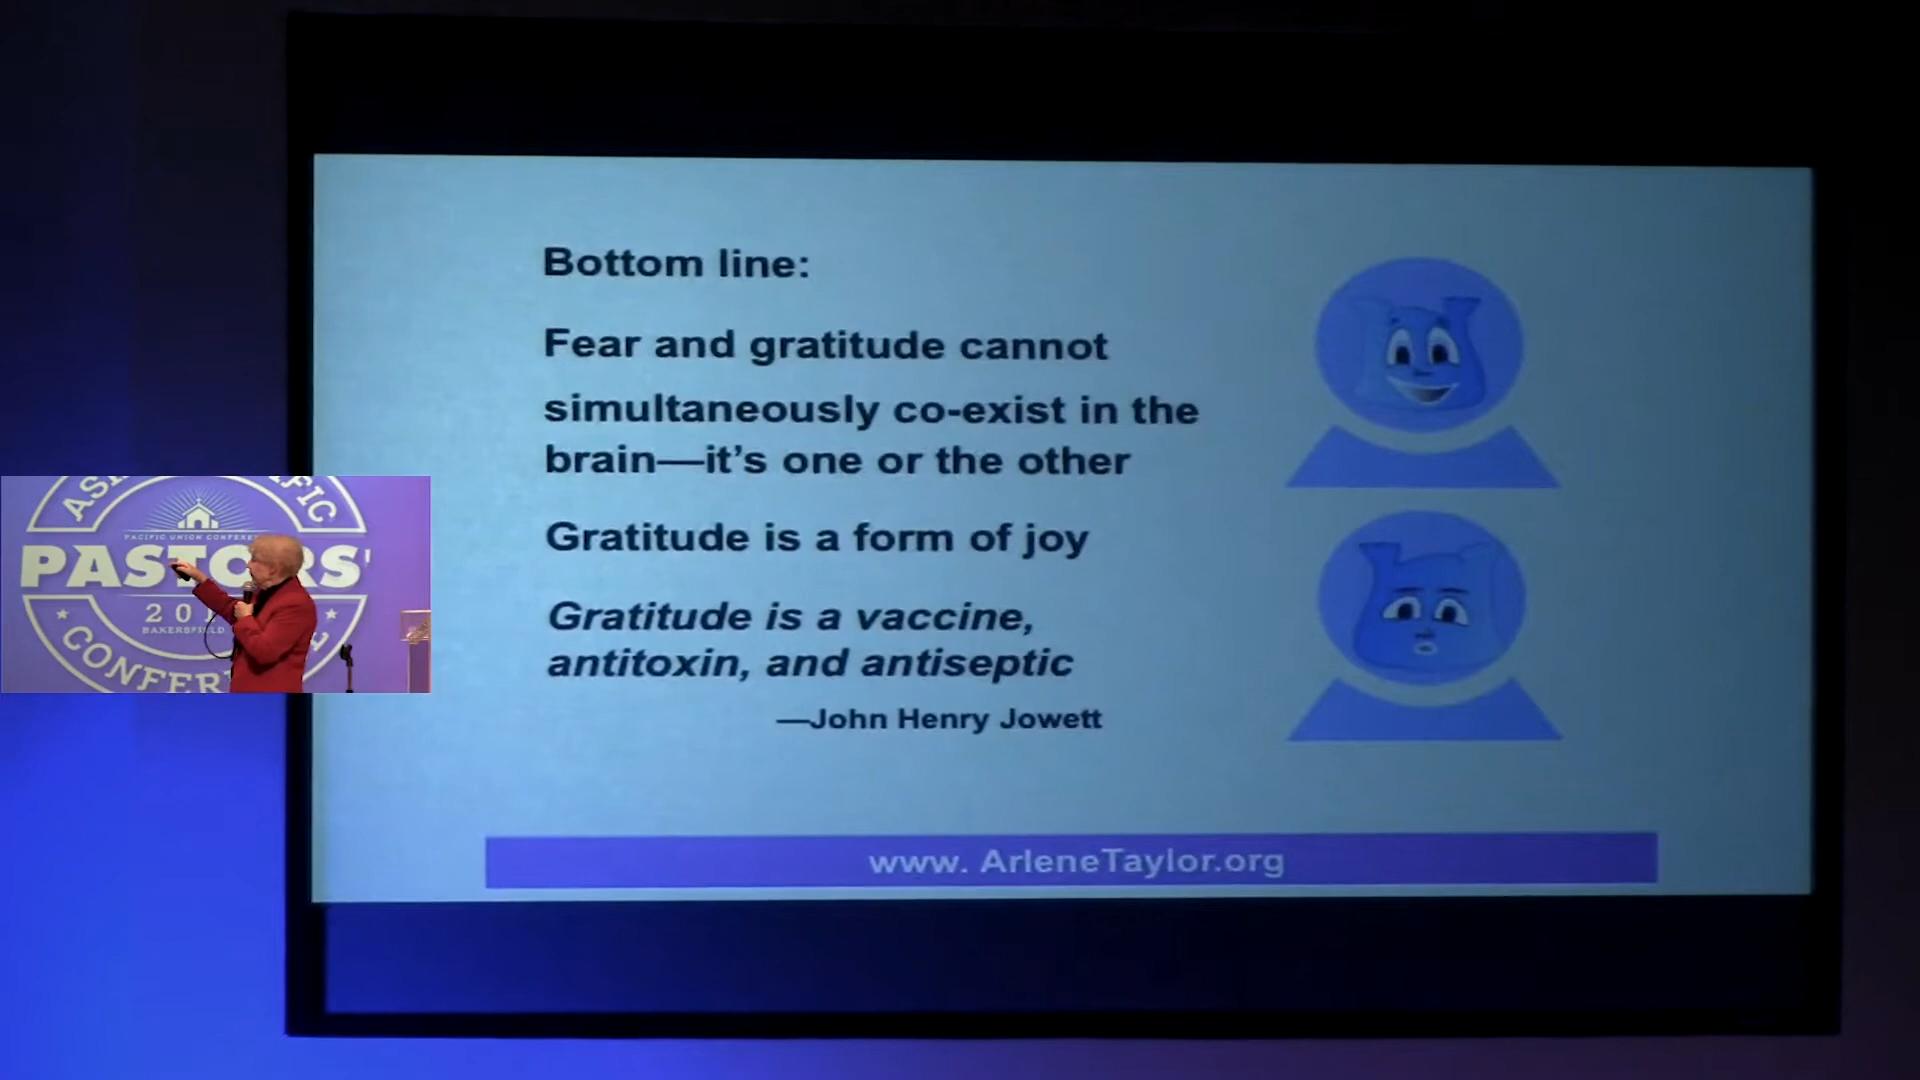 Bottom line:
Fear and gratitude cannot
simultaneously co-exist in the
brain—it’s one or the other
Gratitude is a form of joy
Gratitude is a vaccine,
antitoxin, and antiseptic
—John Henry Jowett
www. ArleneTaylor.org
PACIFIC UNION CONFERE
PASTORS'
201
BAKERSFIELD